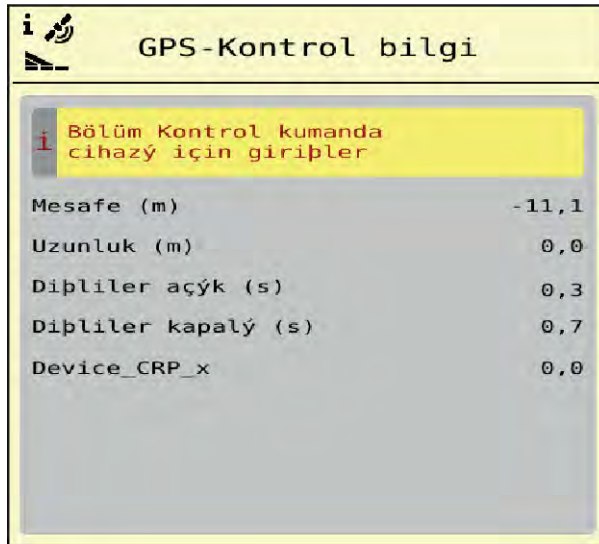 i
GPS-Kontrol bilgi
i Bölüm Kontrol kumanda
cihazý için giriþler
Mesafe (m) -11,1
Uzunluk (m) 0,0
Diþliler açýk (s) 0,3
Diþliler kapalý (s) 0,7
Device_CRP_x 0,0